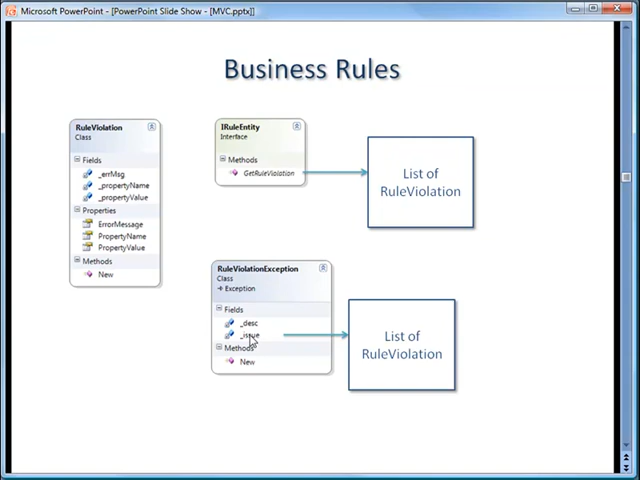 Microsoft PowerPoint - [PowerPoint Slide Show - [MVC.pptx]]
Business Rules
RuleViolation
Class
Fields
_errMsg
_propertyName
_propertyValue
Properties
ErrorMessage
PropertyName
PropertyValue
Methods
New
IRuleEntity
Interface
Methods
GetRuleViolation
List of
RuleViolation
RuleViolationException
Class
Exception
Fields
_desc
_issue
Methods
New
List of
RuleViolation